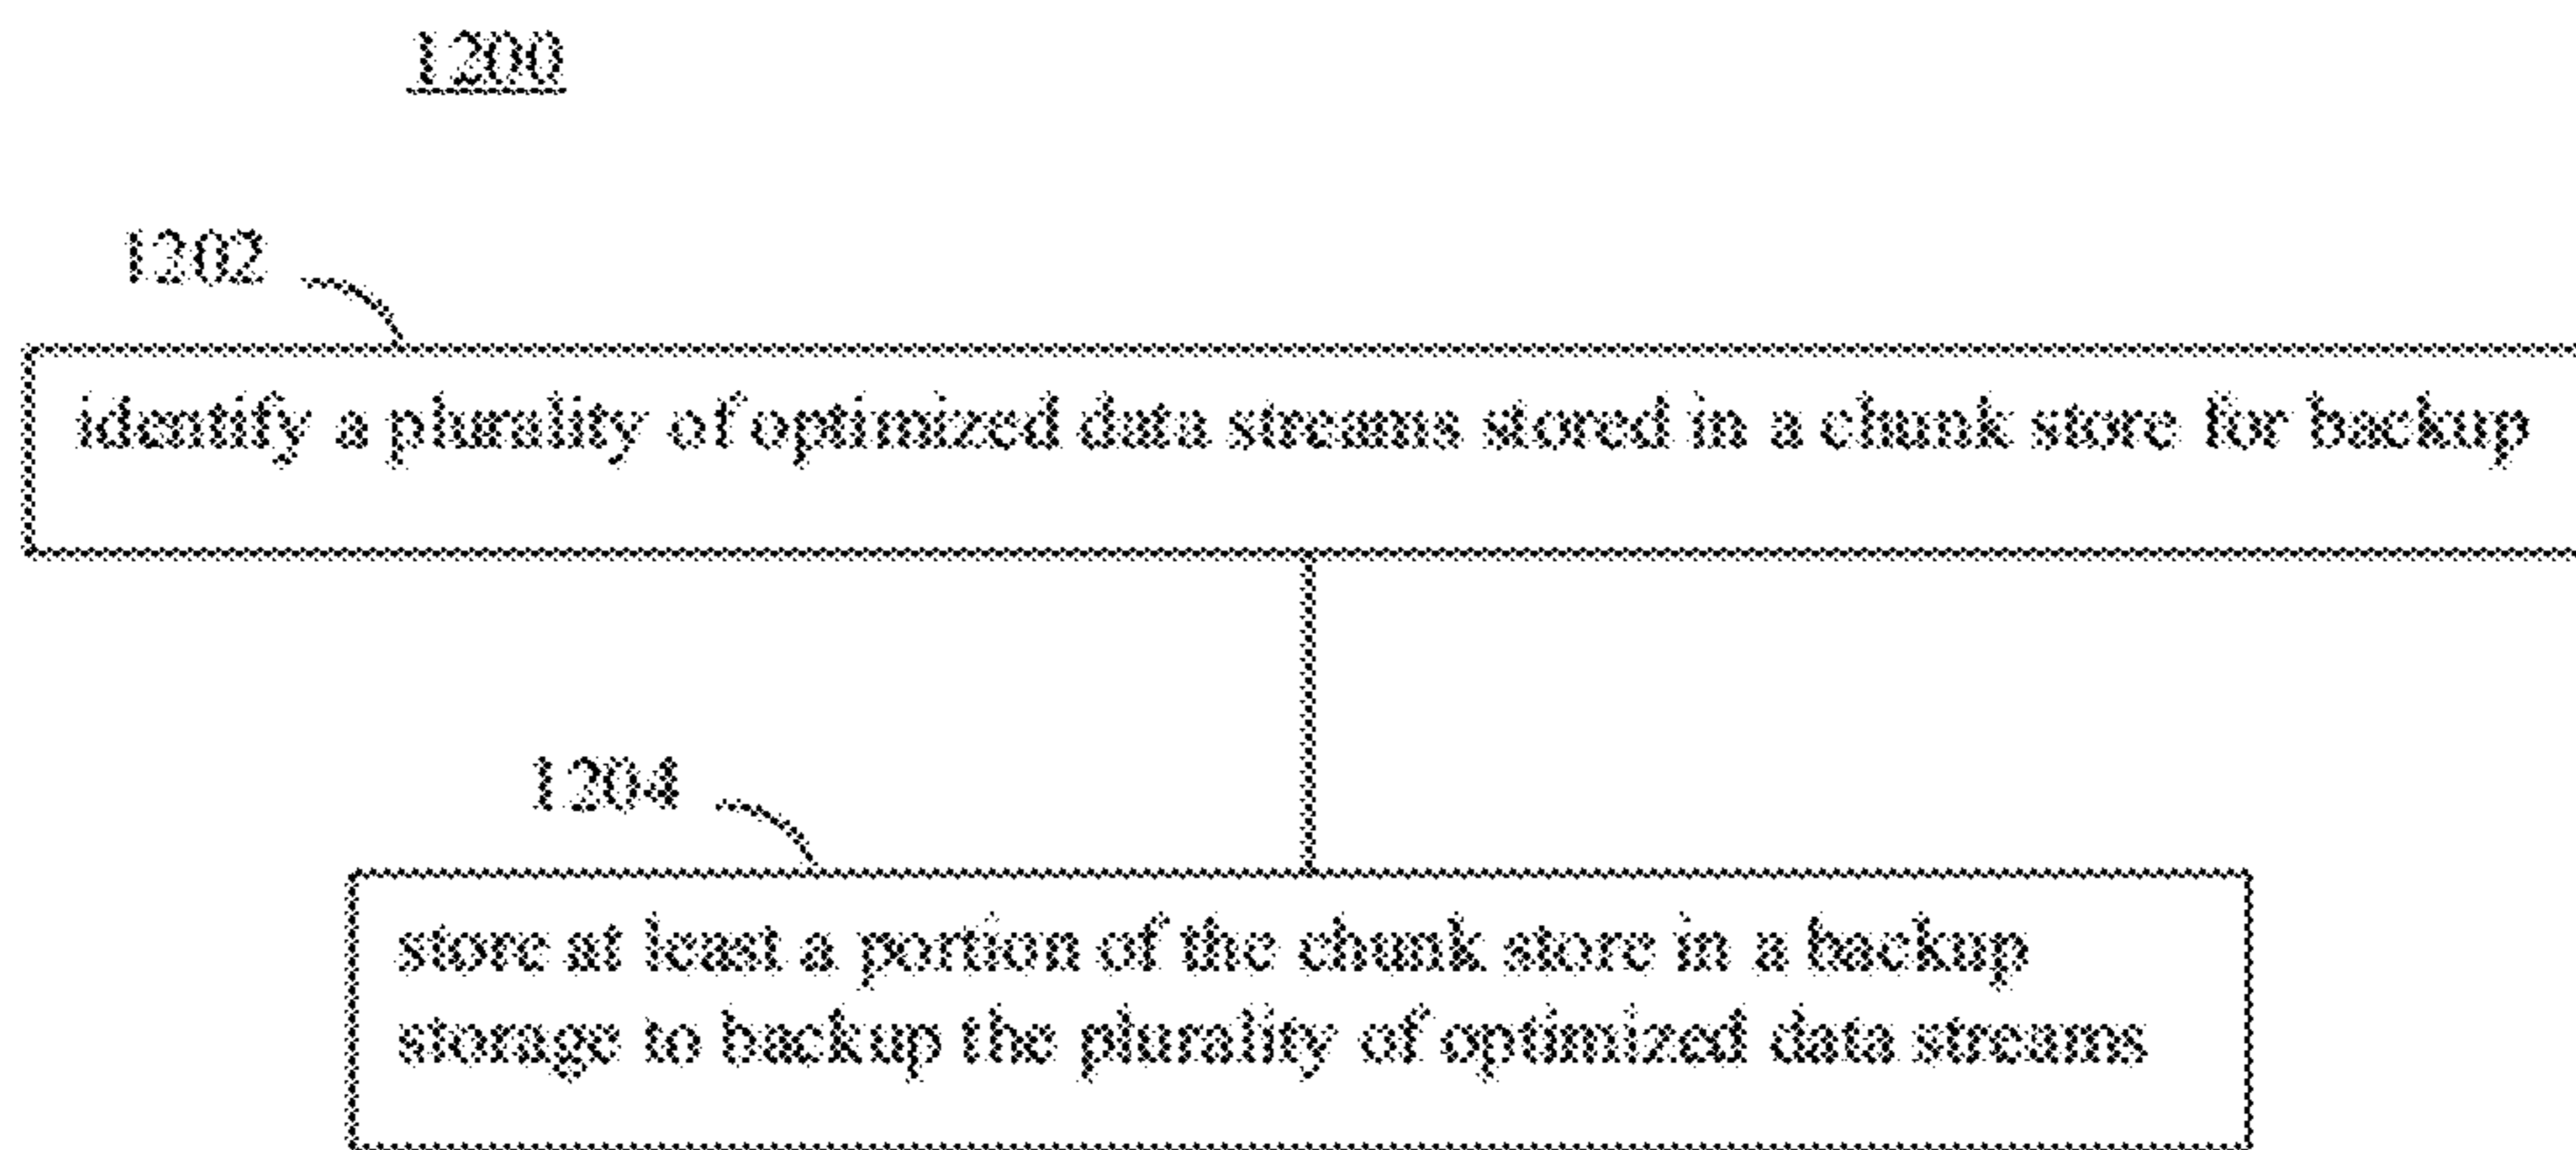 1200
1202
identify a plurality of optimized data streams stored in a chunk store for backup
1204
store at least a portion of the chunk store in a backup
storage to backup the plurality of optimized data streams